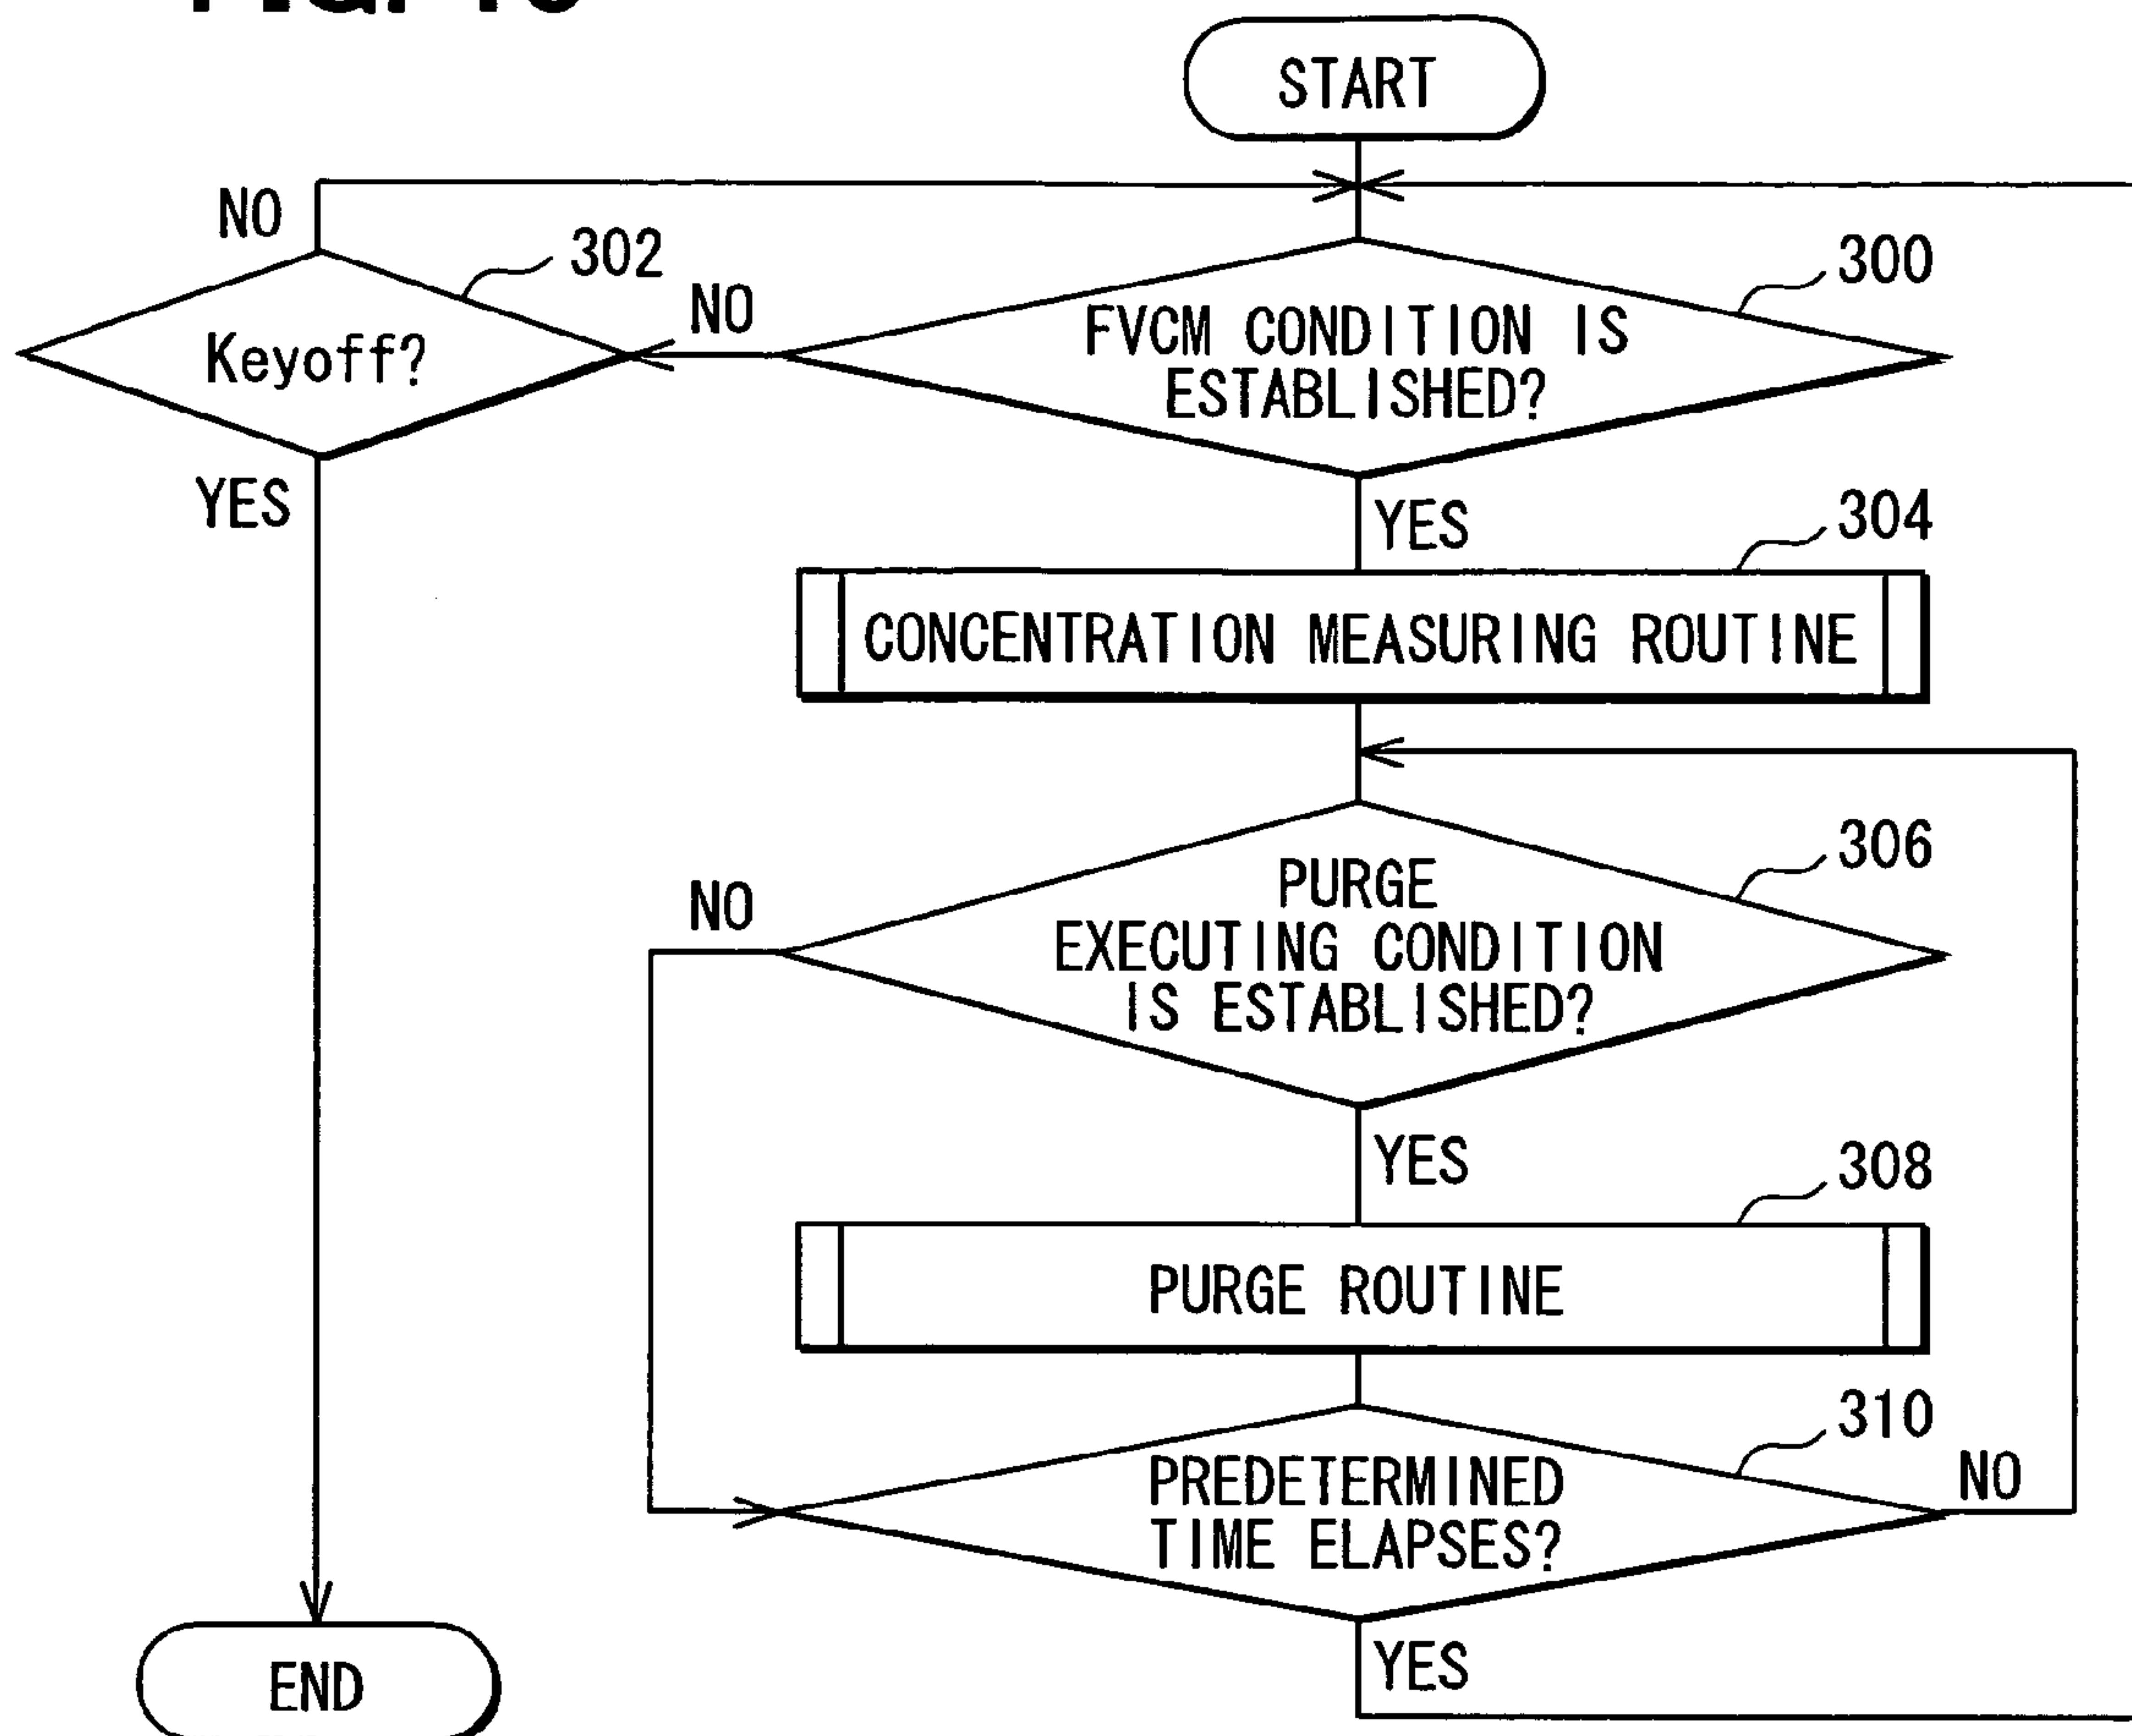 START
NO
302
300
NO
FVCM CONDITION IS
ESTABLISHED?
Keyoff?
YES
YES
304
CONCENTRATION MEASURING ROUTINE
306
NO
PURGE
EXECUTING CONDITION
IS ESTABLISHED?
YES
308
PURGE ROUTINE
310
NO
PREDETERMINED
TIME ELAPSES?
YES
END